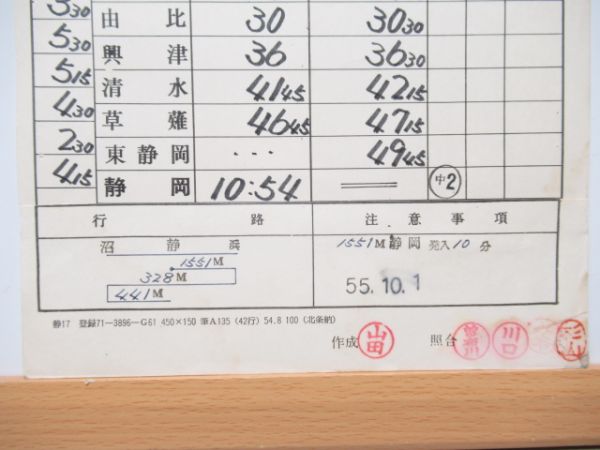 3 30 由比 30 30 30
5 30 興津 36 36 30
5 15 清水 41 45 42 15
4 30 草薙 46 45 47 15
2 30 東静岡 ... 49 45
4 15 静岡 10:54 == 中2
行路 注意事項
沼 静 浜 1551M静岡発入10分
1551M
328M
441M
55.10.1
静17 登録71-3896-G61 450×150 筆A135 (42行) 54.8 100 (北条納)
作成 山田 照合 川口